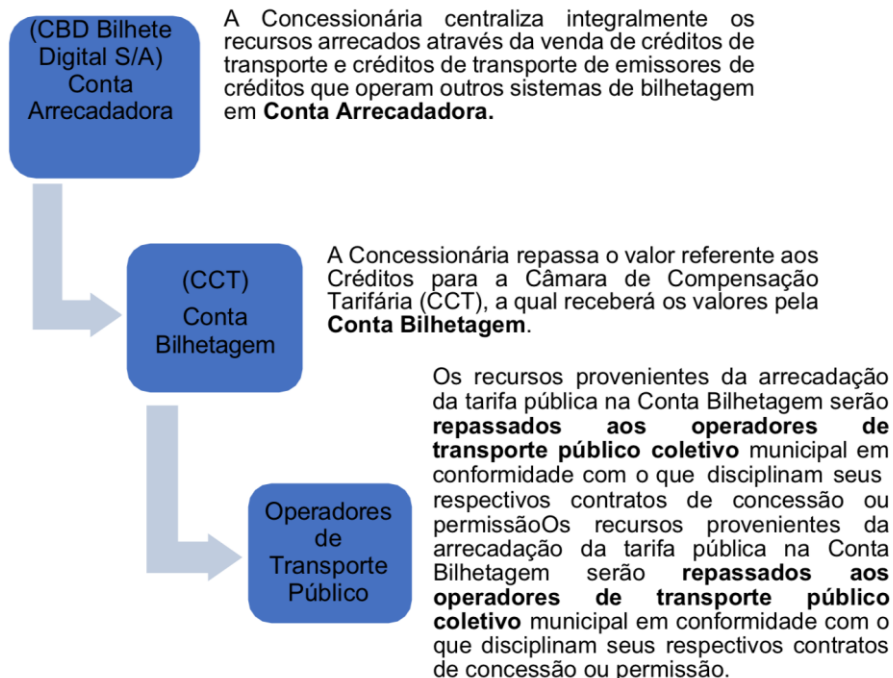 (CBD Bilhete
Digital S/A)
Conta
Arrecadadora
A Concessionária centraliza integralmente os
recursos arrecados através da venda de créditos de
transporte e créditos de transporte de emissores de
créditos que operam outros sistemas de bilhetagem
em Conta Arrecadadora.
(CCT)
Conta
Bilhetagem
A Concessionária repassa o valor referente aos
Créditos para a Câmara de Compensação
Tarifária (CCT), a qual receberá os valores pela
Conta Bilhetagem.
Operadores
de
Transporte
Público
Os recursos provenientes da arrecadação
da tarifa pública na Conta Bilhetagem serão
repassados aos operadores de
transporte público coletivo municipal em
conformidade com o que disciplinam seus
respectivos contratos de concessão ou
permissãoOs recursos provenientes da
arrecadação da tarifa pública na Conta
Bilhetagem serão repassados aos
operadores de transporte público
coletivo municipal em conformidade com o
que disciplinam seus respectivos contratos
de concessão ou permissão.